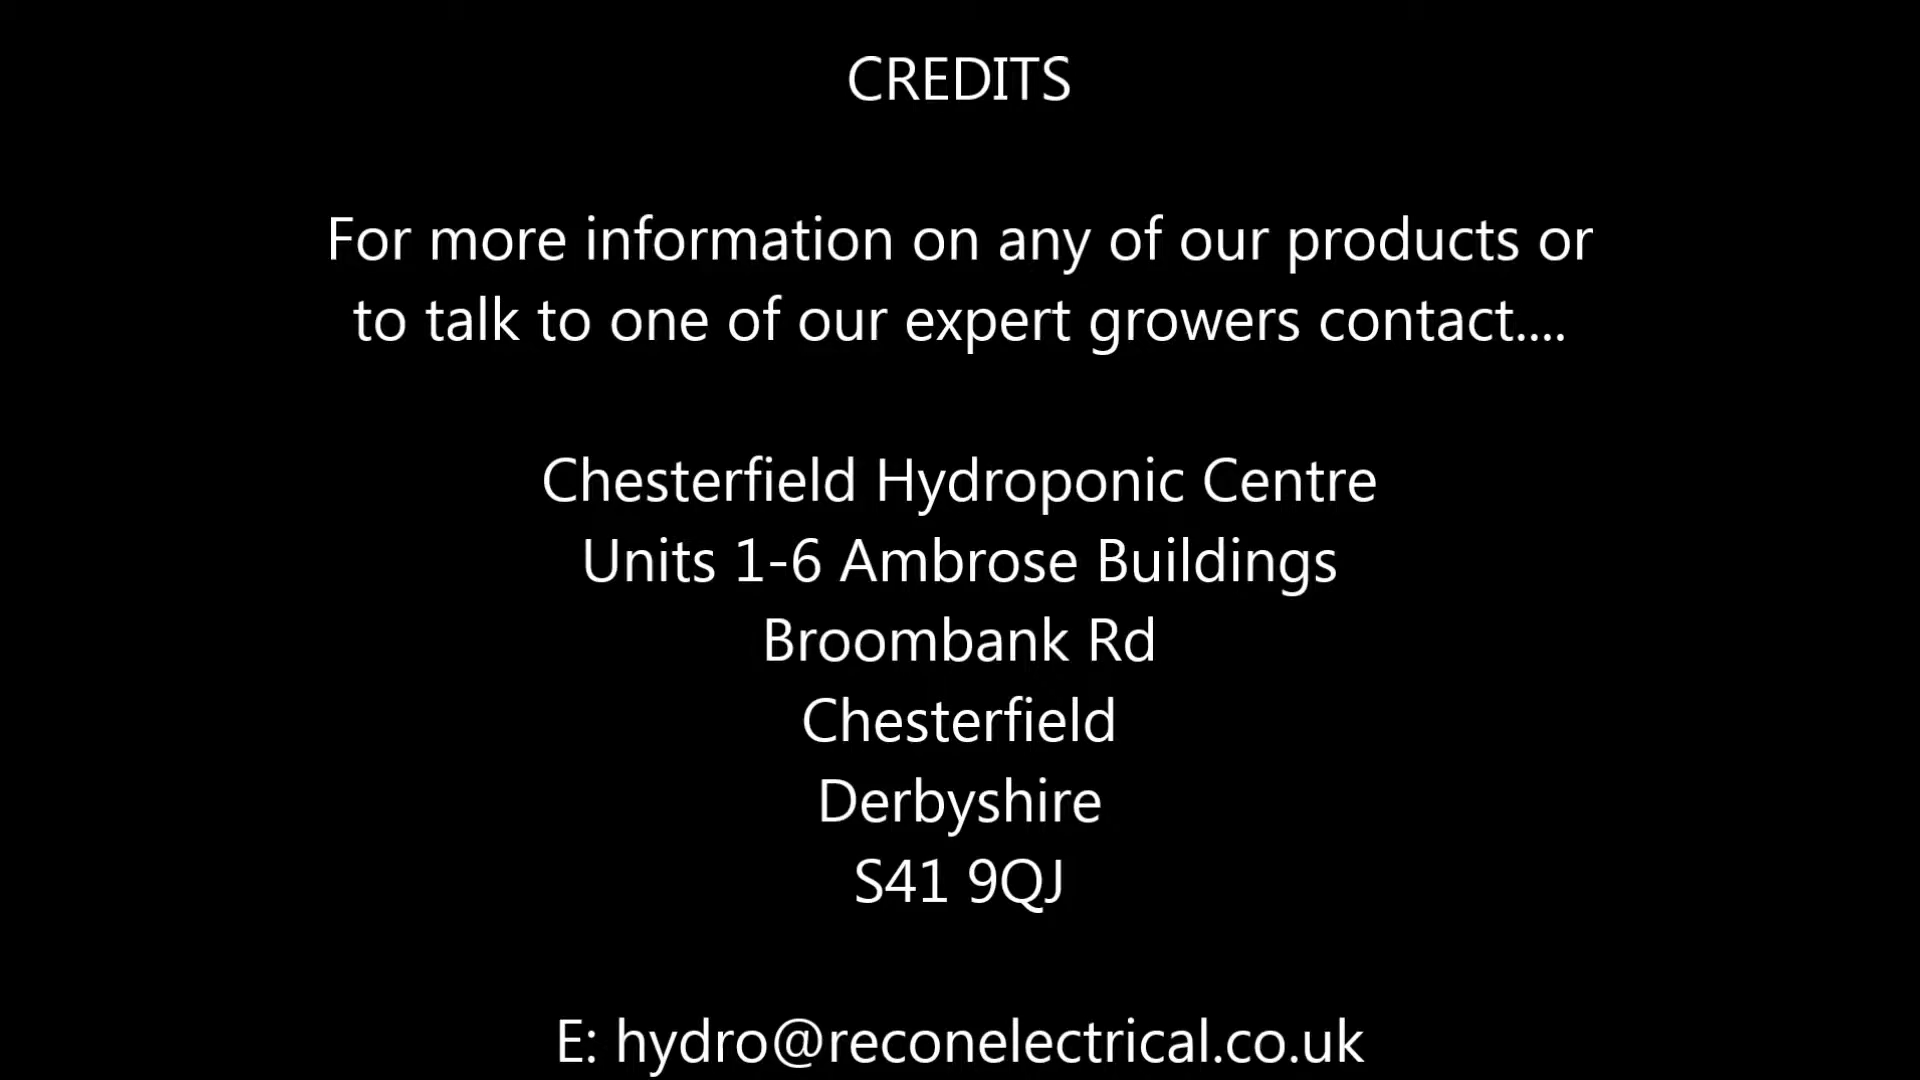 CREDITS
For more information on any of our products or
to talk to one of our expert growers contact....
Chesterfield Hydroponic Centre
Units 1-6 Ambrose Buildings
Broombank Rd
Chesterfield
Derbyshire
S41 9QJ
E: hydro@reconelectrical.co.uk